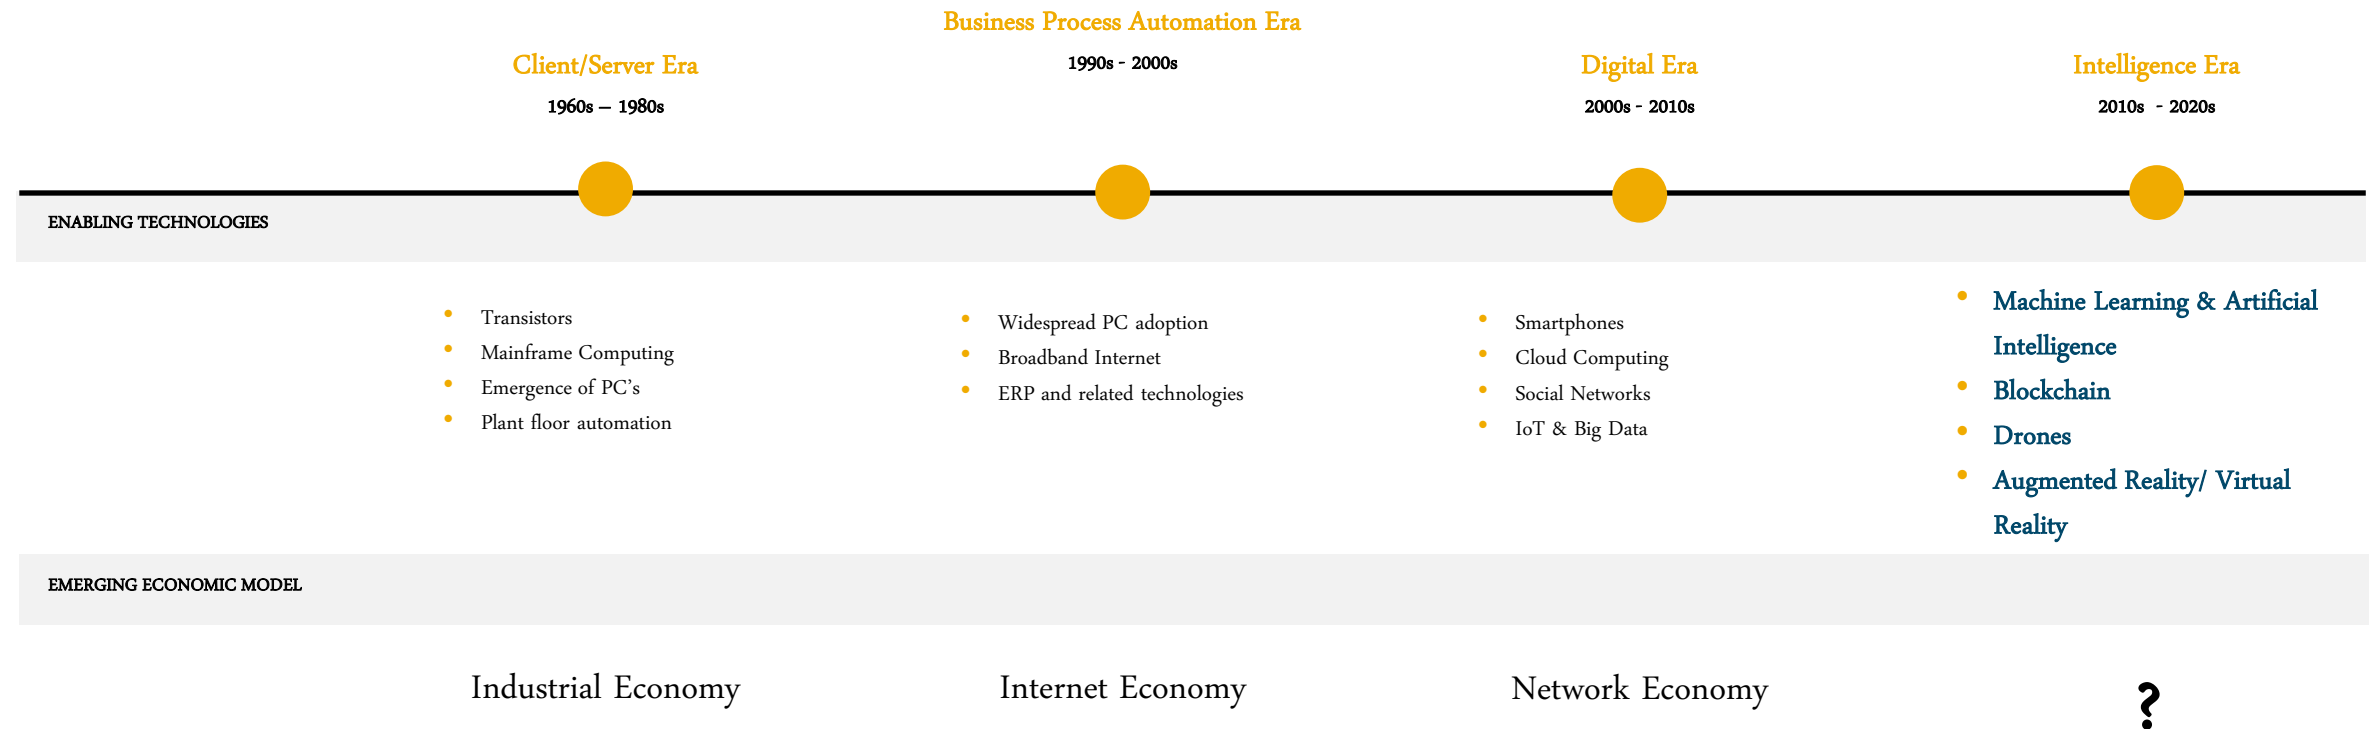 Business Process Automation Era
1990s - 2000s
Client/Server Era
1960s – 1980s
Digital Era
2000s - 2010s
Intelligence Era
2010s  - 2020s
ENABLING TECHNOLOGIES
• Transistors
• Mainframe Computing
• Emergence of PC’s
• Plant floor automation
• Widespread PC adoption
• Broadband Internet
• ERP and related technologies
• Smartphones
• Cloud Computing
• Social Networks
• IoT & Big Data
• Machine Learning & Artificial
Intelligence
• Blockchain
• Drones
• Augmented Reality/ Virtual
Reality
EMERGING ECONOMIC MODEL
Industrial Economy
Internet Economy
Network Economy
?